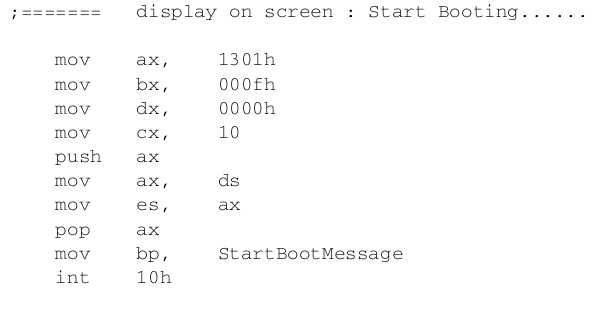 ;=======   display on screen : Start Booting......
    mov    ax,    1301h
    mov    bx,    000fh
    mov    dx,    0000h
    mov    cx,    10
    push   ax
    mov    ax,    ds
    mov    es,    ax
    pop    ax
    mov    bp,    StartBootMessage
    int    10h